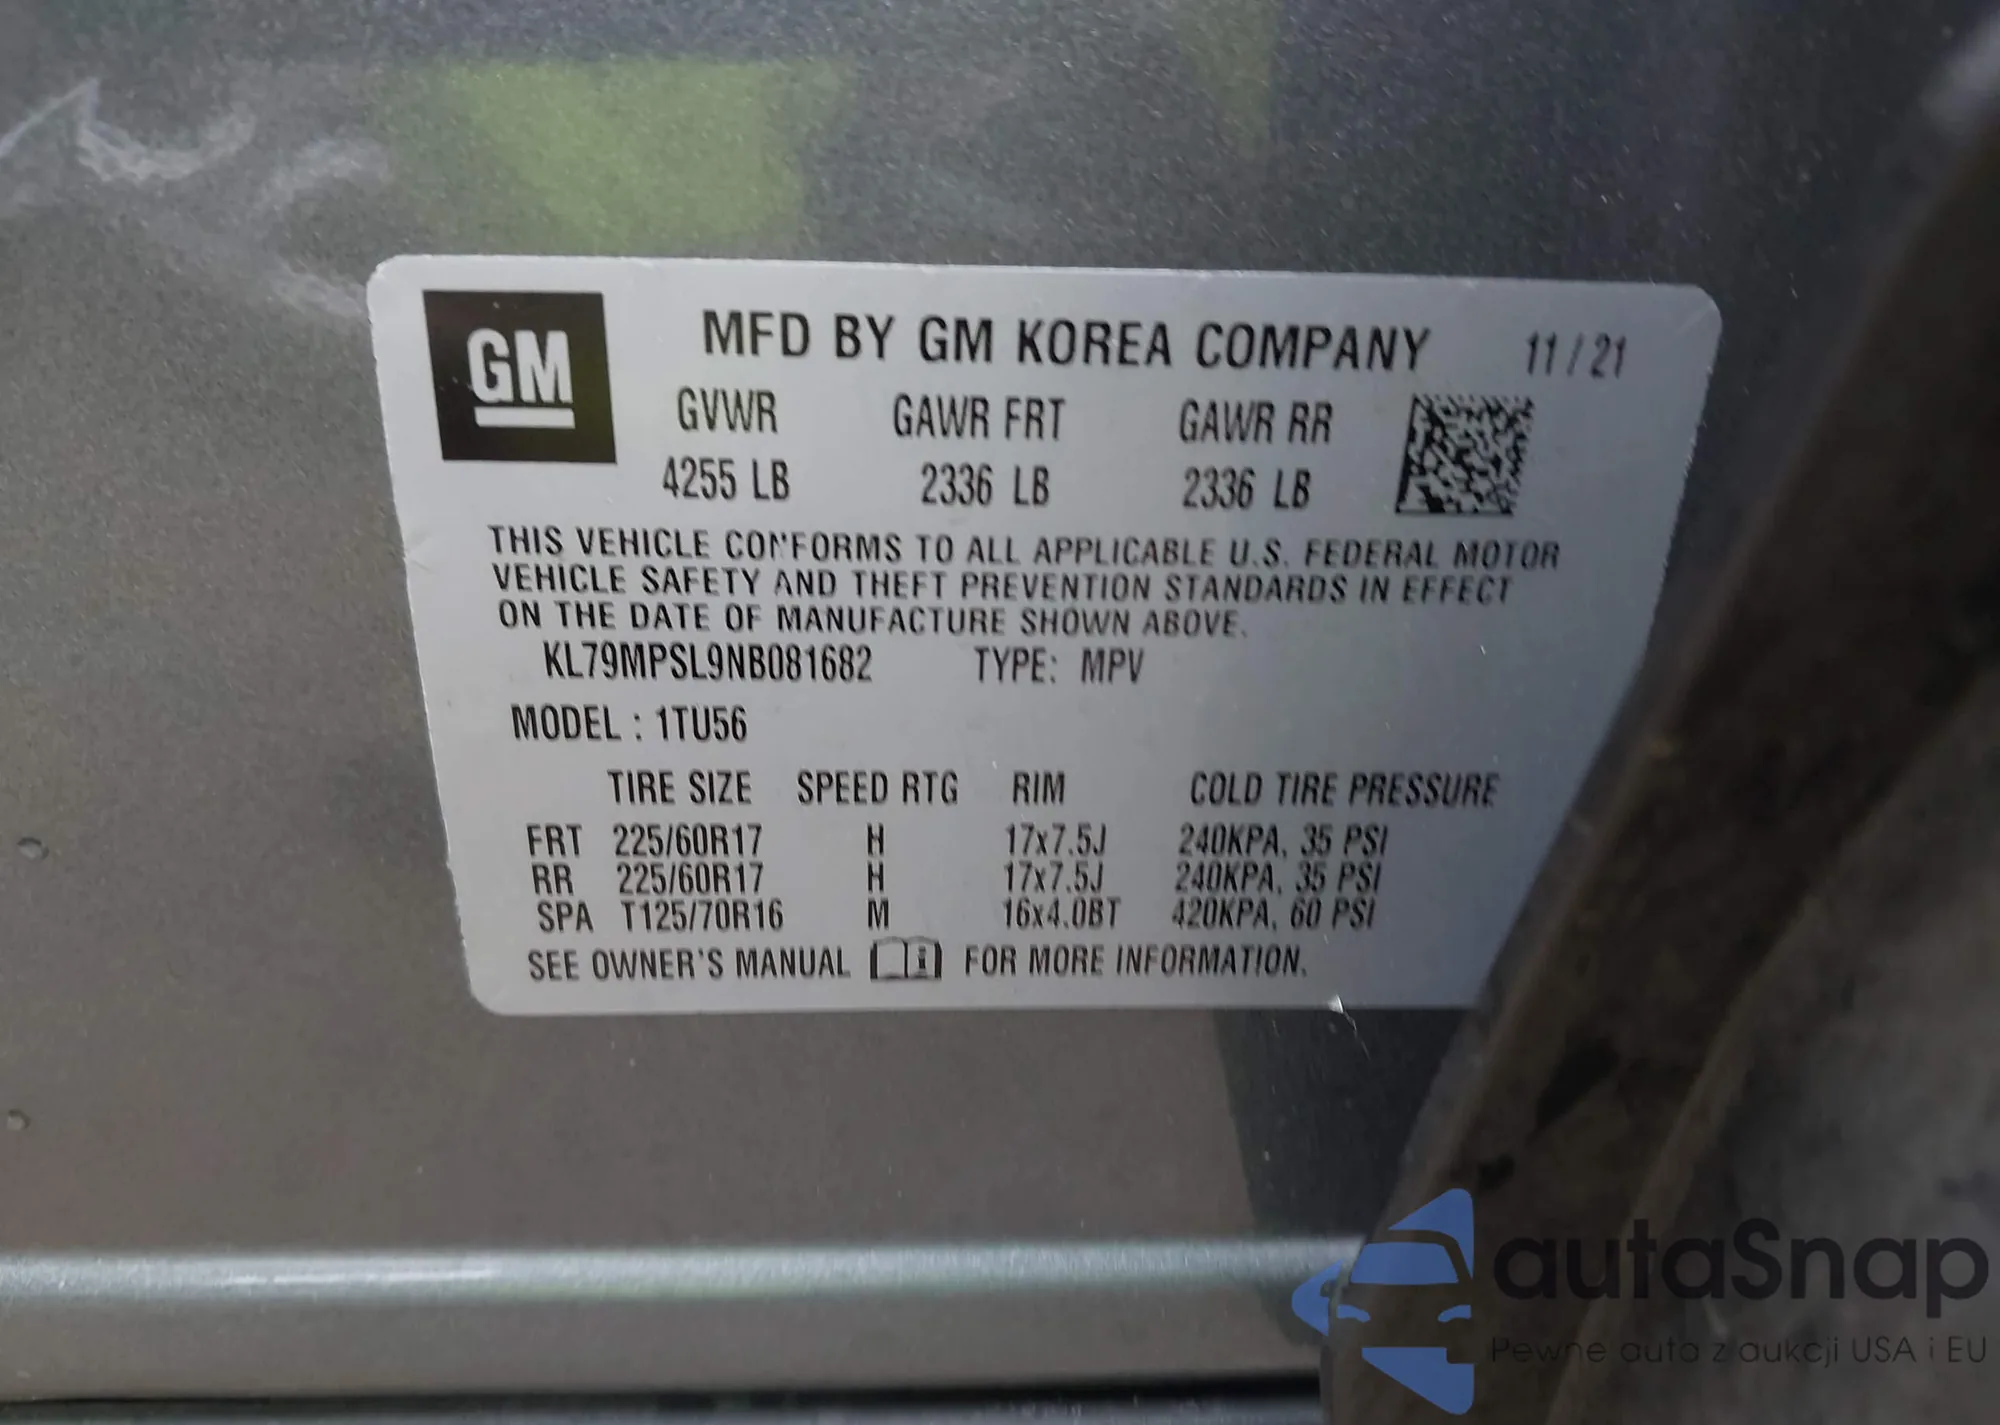 GM
MFD BY GM KOREA COMPANY 11 / 21
GVWR GAWR FRT GAWR RR
4255 LB 2336 LB 2336 LB
THIS VEHICLE CONFORMS TO ALL APPLICABLE U.S. FEDERAL MOTOR
VEHICLE SAFETY AND THEFT PREVENTION STANDARDS IN EFFECT
ON THE DATE OF MANUFACTURE SHOWN ABOVE.
KL79MPSL9NB081682 TYPE: MPV
MODEL : 1TU56
TIRE SIZE SPEED RTG RIM COLD TIRE PRESSURE
FRT 225/60R17 H 17x7.5J 240KPA, 35 PSI
RR 225/60R17 H 17x7.5J 240KPA, 35 PSI
SPA T125/70R16 M 16x4.0BT 420KPA, 60 PSI
SEE OWNER'S MANUAL FOR MORE INFORMATION.
autaSnap
Pewne auta z aukcji USA i EU